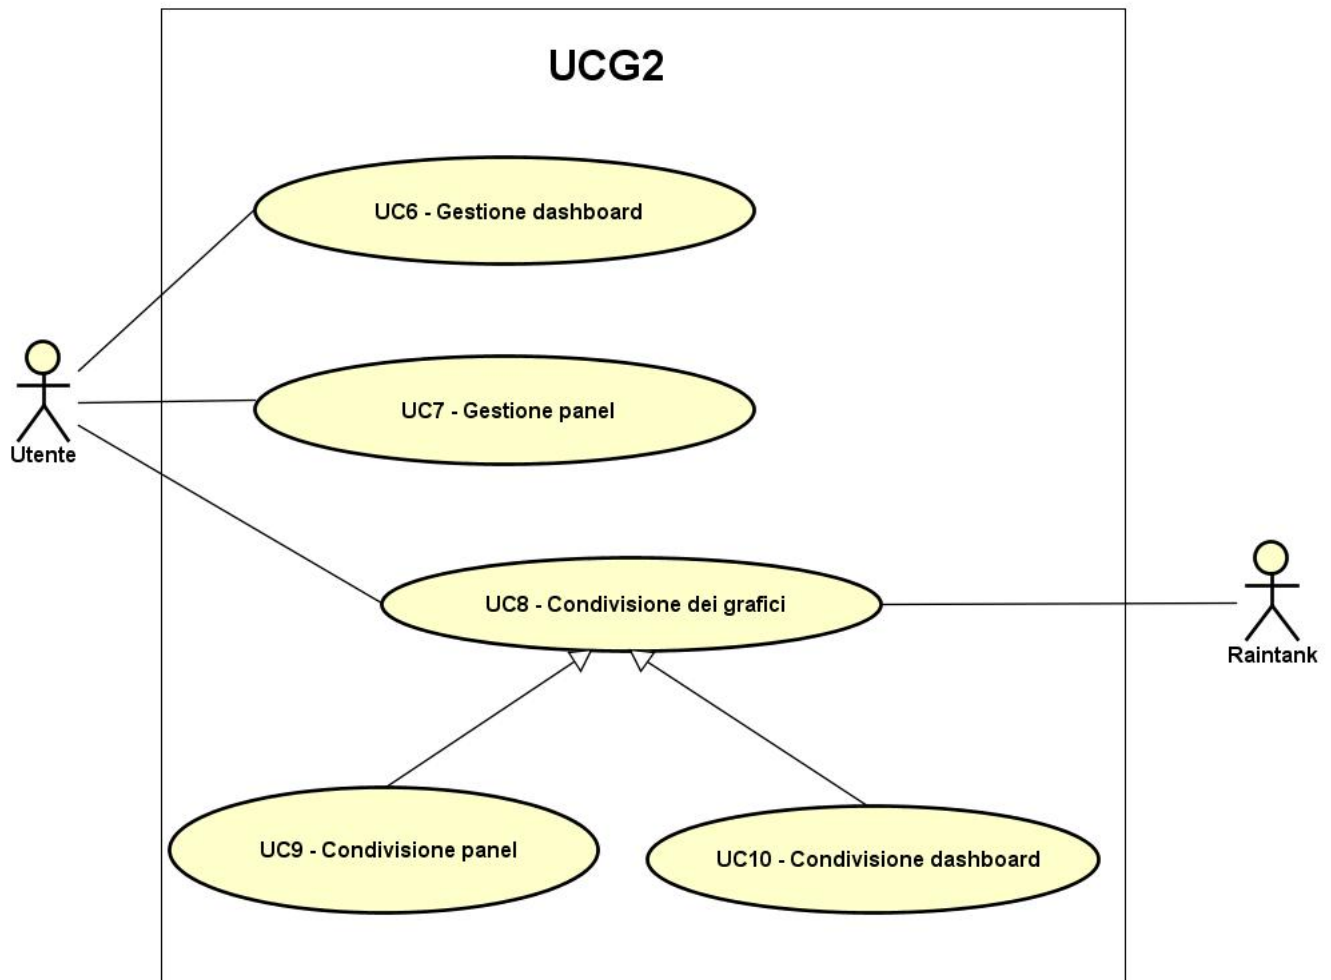 UCG2
UC6 - Gestione dashboard
UC7 - Gestione panel
Utente
UC8 - Condivisione dei grafici
Raintank
UC9 - Condivisione panel
UC10 - Condivisione dashboard